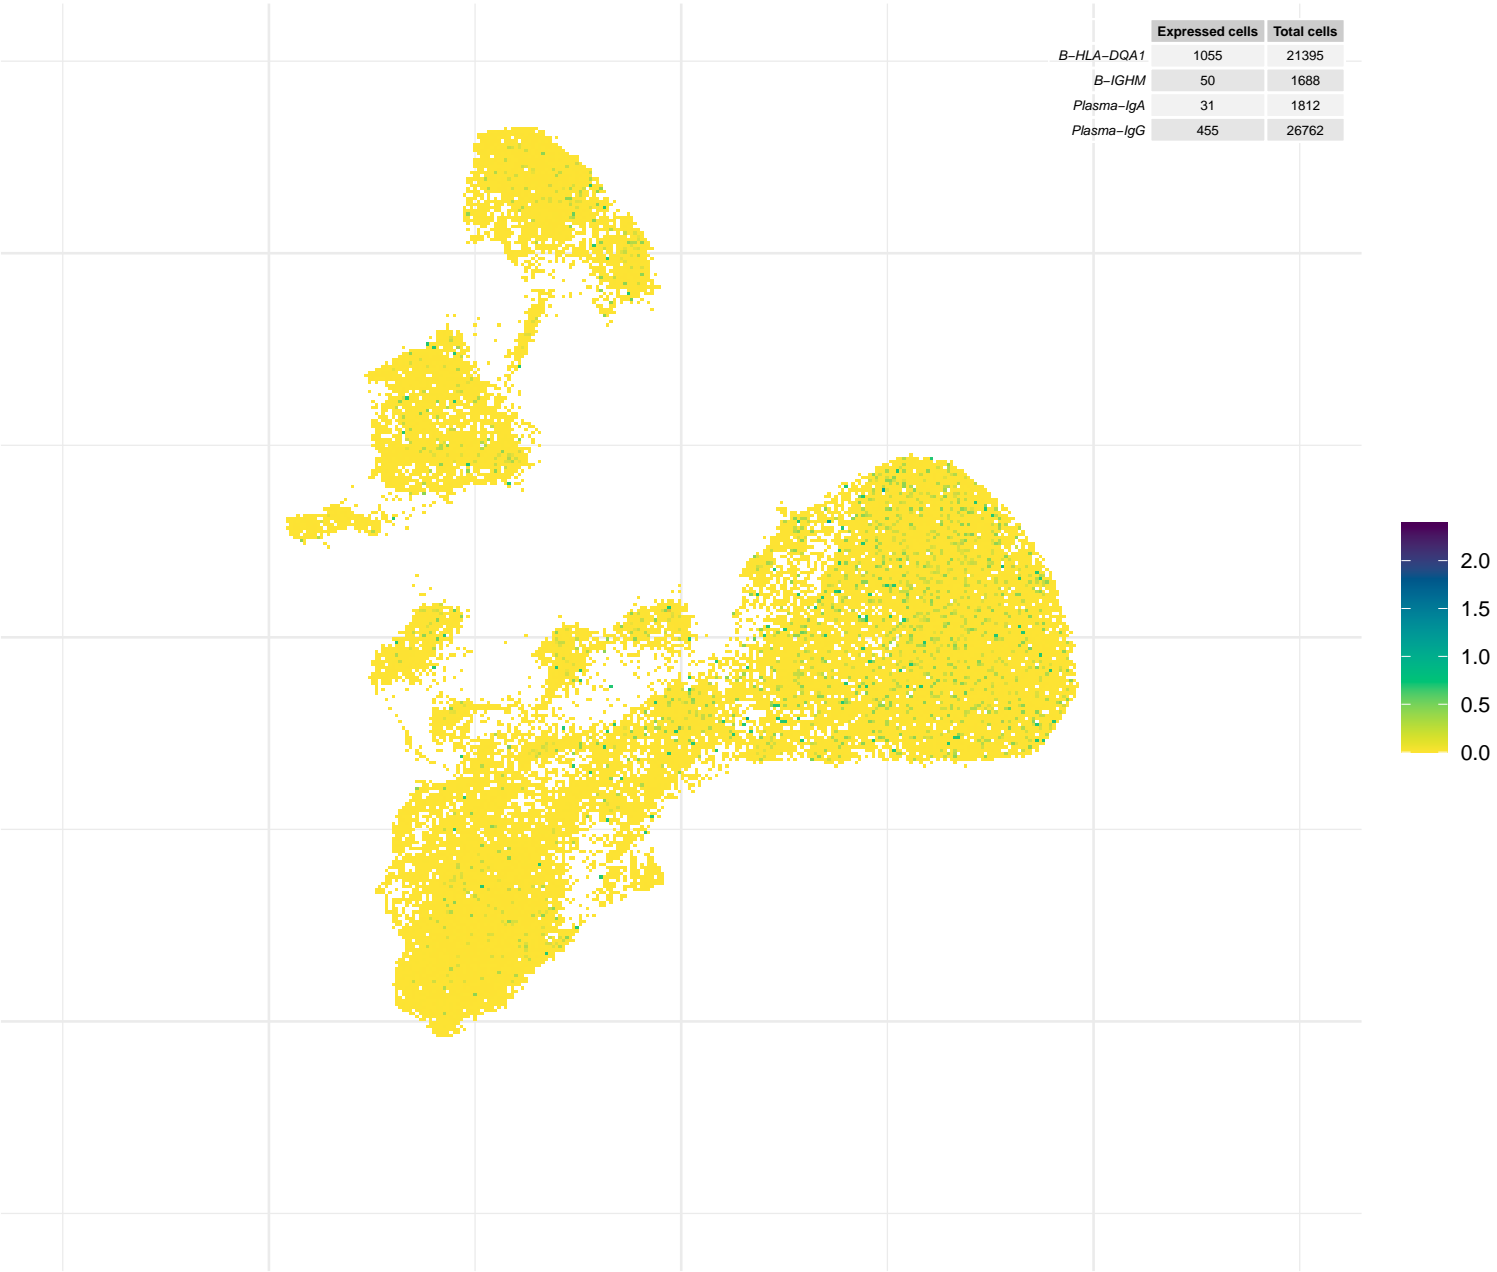 Expressed cells Total cells
B−HLA−DQA1 1055 21395
B−IGHM 50 1688
Plasma−IgA 31 1812
Plasma−IgG 455 26762
2.0
1.5
1.0
0.5
0.0